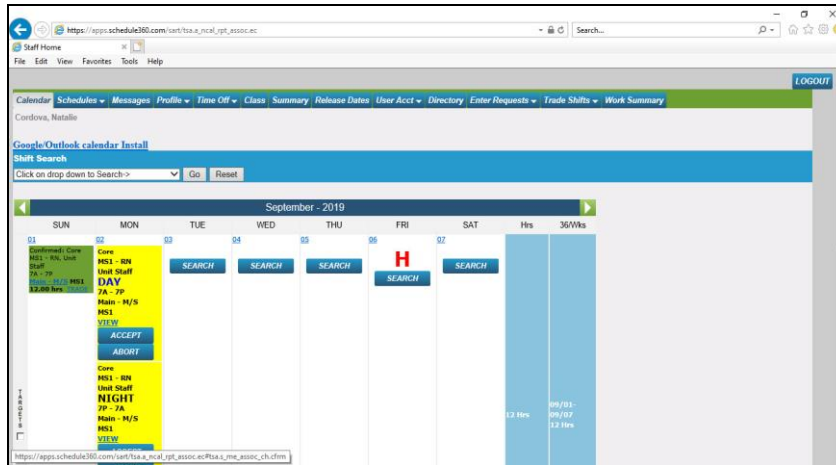 https://apps.schedule360.com/sart/tsa.a_ncal_rpt_assoc.ec
Search...
Staff Home
File Edit View Favorites Tools Help
LOGOUT
Calendar Schedules Messages Profile Time Off Class Summary Release Dates User Acct Directory Enter Requests Trade Shifts Work Summary
Cordova, Natalie
Google/Outlook calendar Install
Shift Search
Click on drop down to Search-> Go Reset
September - 2019
SUN MON TUE WED THU FRI SAT Hrs 36/Wks
01 02 03 04 05 06 07
Confirmed: Core
MS1 - RN, Unit
Staff
7A - 7P
Main - M/S MS1
12.00 hrs TRADE
Core
MS1 - RN
Unit Staff
DAY
7A - 7P
Main - M/S
MS1
VIEW
ACCEPT
ABORT
Core
MS1 - RN
Unit Staff
NIGHT
7P - 7A
Main - M/S
MS1
VIEW
SEARCH
SEARCH
SEARCH
H
SEARCH
SEARCH
12 Hrs
09/01-
09/07
12 Hrs
TARGETS
https://apps.schedule360.com/sart/tsa.a_ncal_rpt_assoc.ec#tsa.s_me_assoc_ch.cfrm